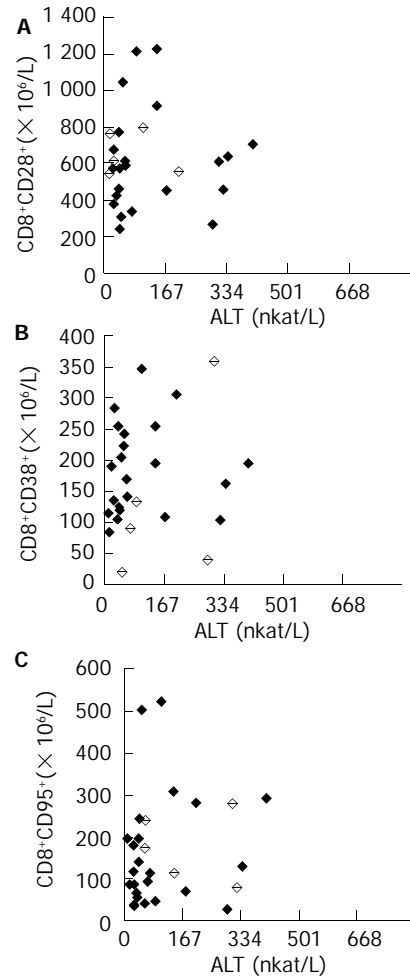 A
1 400
1 200
1 000
800
600
400
200
0
CD8⁺CD28⁺(× 10⁶/L)
0 167 334 501 668
ALT (nkat/L)
B
400
350
300
250
200
150
100
50
0
CD8⁺CD38⁺(× 10⁶/L)
0 167 334 501 668
ALT (nkat/L)
C
600
500
400
300
200
100
0
CD8⁺CD95⁺(× 10⁶/L)
0 167 334 501 668
ALT (nkat/L)